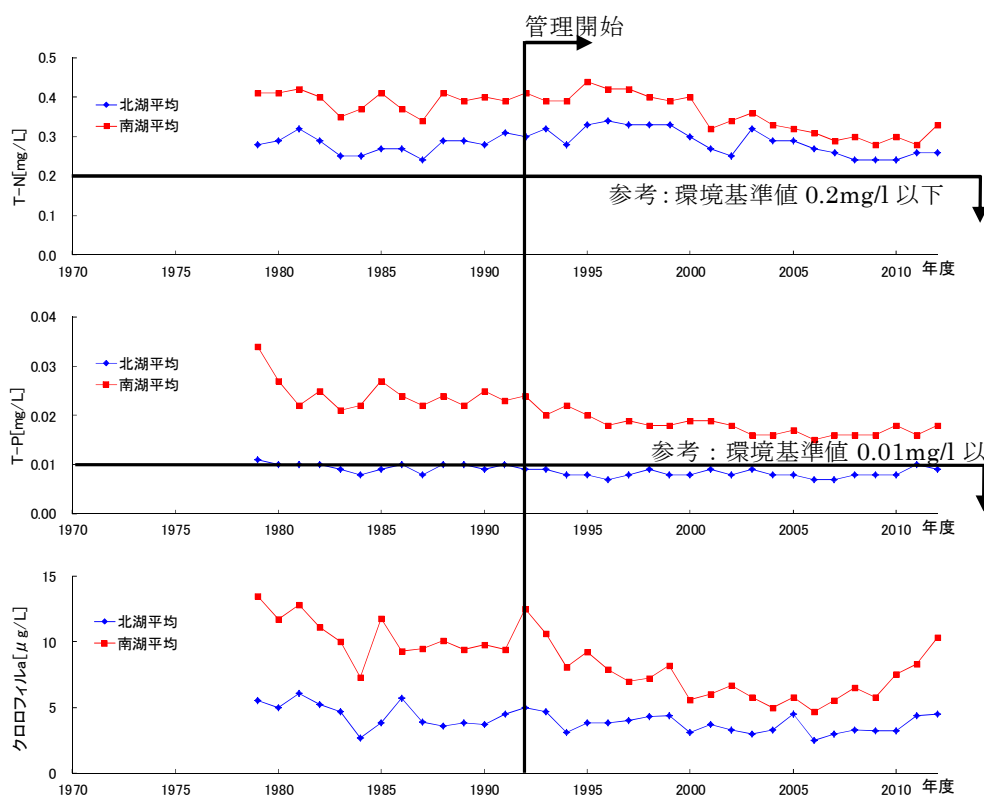 管理開始
0.5
0.4
0.3
0.2
0.1
0.0
T-N[mg/L]
北湖平均
南湖平均
参考:環境基準値 0.2mg/l 以下
1970 1975 1980 1985 1990 1995 2000 2005 2010 年度
0.04
0.03
0.02
0.01
0.00
T-P[mg/L]
北湖平均
南湖平均
参考:環境基準値 0.01mg/l 以
1970 1975 1980 1985 1990 1995 2000 2005 2010 年度
15
10
5
0
クロロフィルa[μg/L]
北湖平均
南湖平均
1970 1975 1980 1985 1990 1995 2000 2005 2010 年度